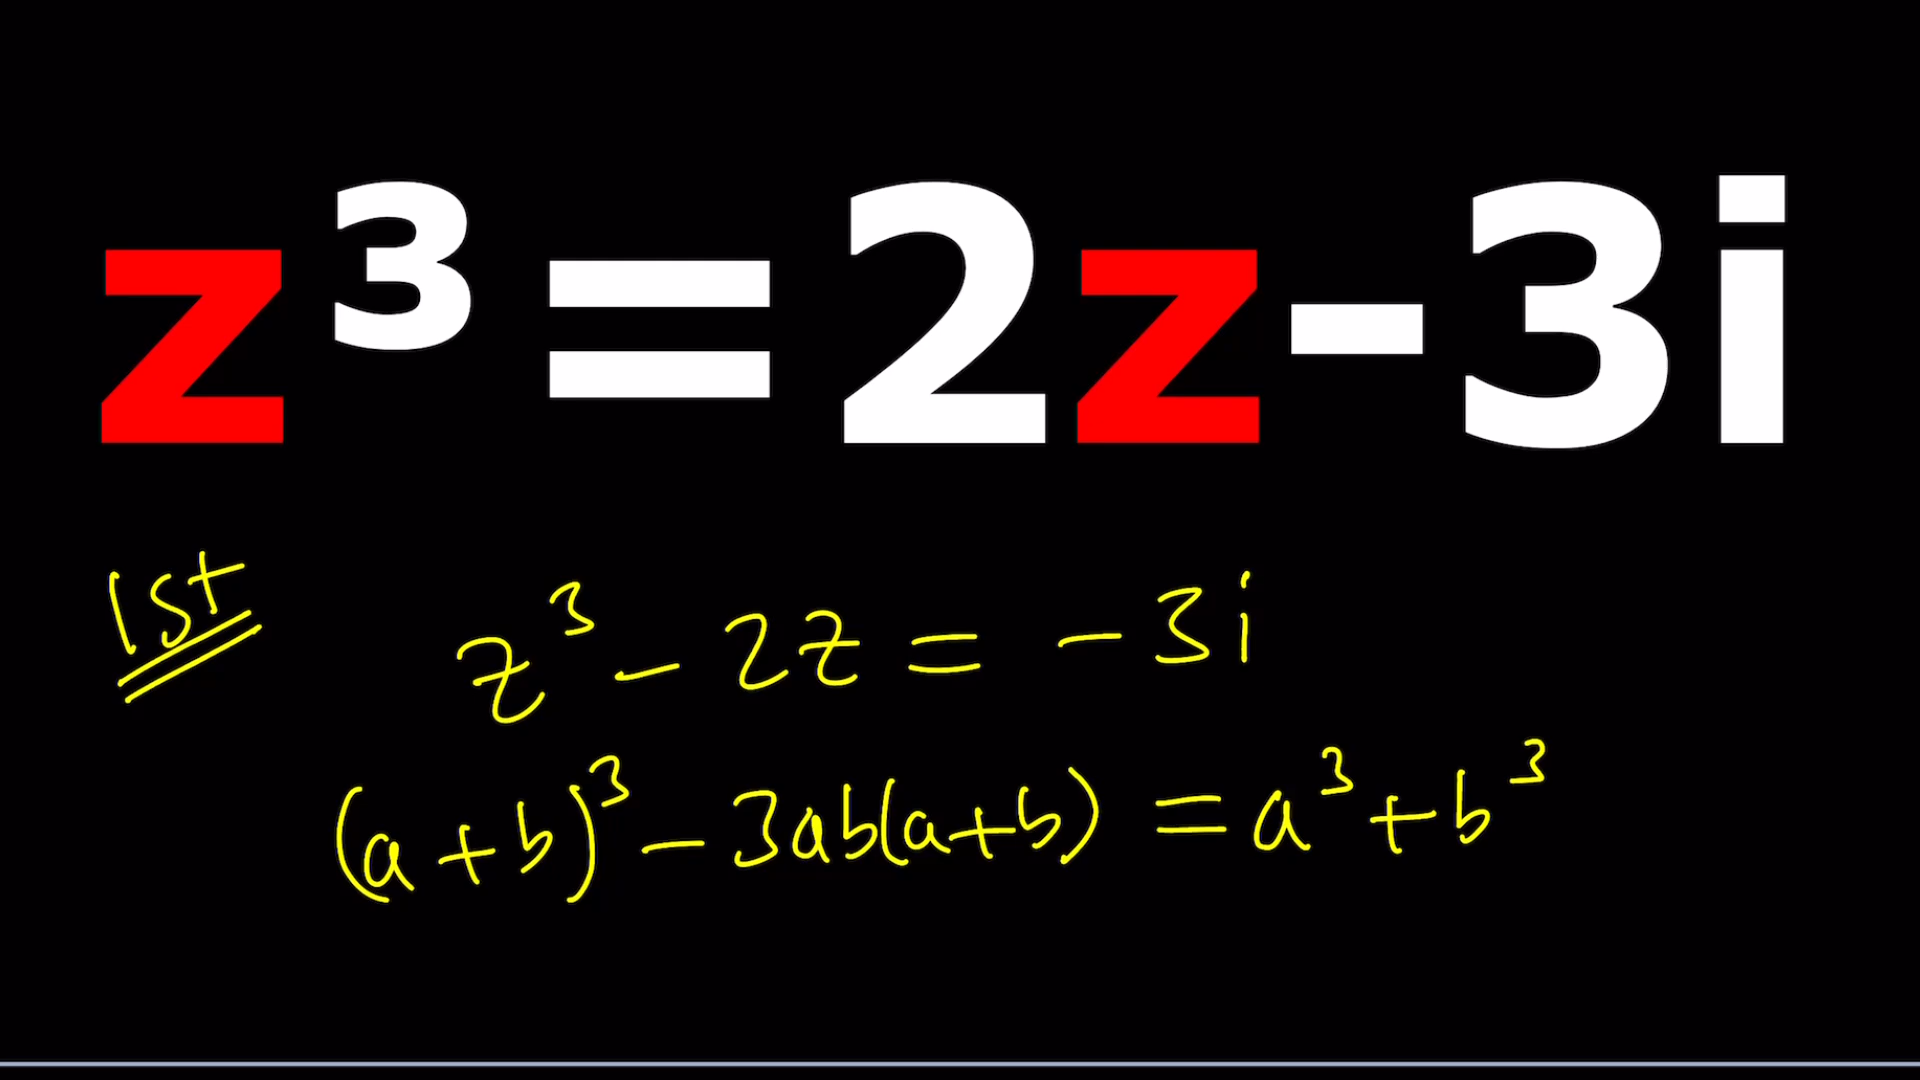 z³=2z-3i
1st
z³ - 2z = -3i
(a+b)³ - 3ab(a+b) = a³+b³